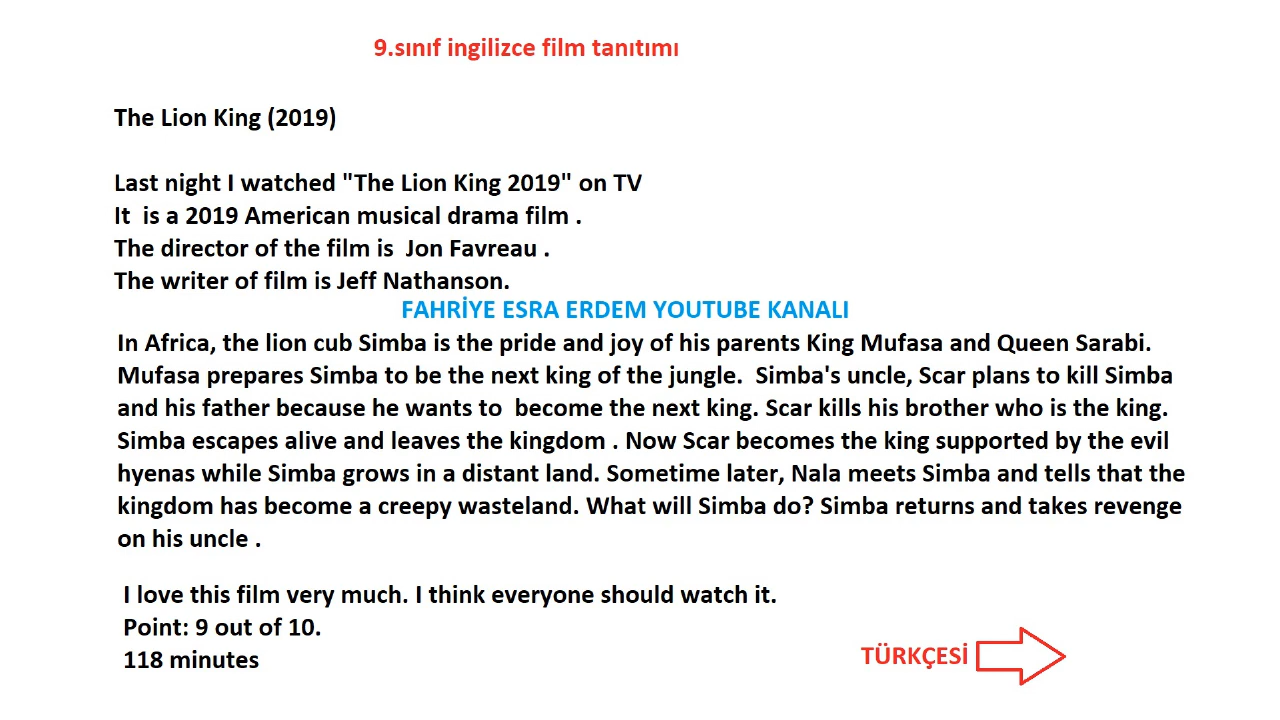 9.sınıf ingilizce film tanıtımı
The Lion King (2019)
Last night I watched "The Lion King 2019" on TV
It  is a 2019 American musical drama film .
The director of the film is  Jon Favreau .
The writer of film is Jeff Nathanson.
FAHRİYE ESRA ERDEM YOUTUBE KANALI
In Africa, the lion cub Simba is the pride and joy of his parents King Mufasa and Queen Sarabi.
Mufasa prepares Simba to be the next king of the jungle.  Simba's uncle, Scar plans to kill Simba
and his father because he wants to  become the next king. Scar kills his brother who is the king.
Simba escapes alive and leaves the kingdom . Now Scar becomes the king supported by the evil
hyenas while Simba grows in a distant land. Sometime later, Nala meets Simba and tells that the
kingdom has become a creepy wasteland. What will Simba do? Simba returns and takes revenge
on his uncle .
I love this film very much. I think everyone should watch it.
Point: 9 out of 10.
118 minutes
TÜRKÇESİ